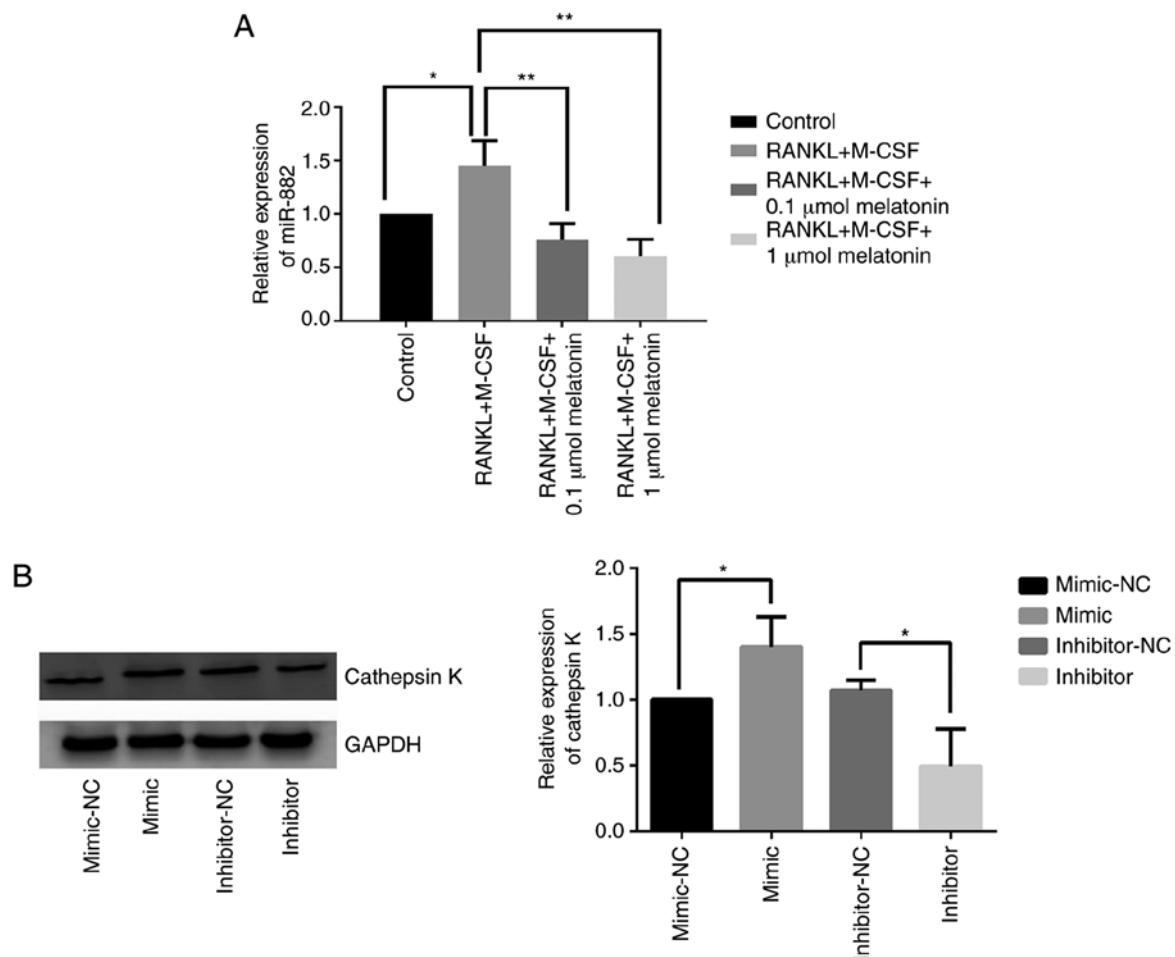 A
**
*
**
2.0
1.5
1.0
0.5
0.0
Relative expression
of miR-882
Control
RANKL+M-CSF
RANKL+M-CSF+
0.1 μmol melatonin
RANKL+M-CSF+
1 μmol melatonin
Control
RANKL+M-CSF
RANKL+M-CSF+
0.1 μmol melatonin
RANKL+M-CSF+
1 μmol melatonin
B
Cathepsin K
GAPDH
Mimic-NC
Mimic
Inhibitor-NC
Inhibitor
2.0
1.5
1.0
0.5
0.0
Relative expression
of cathepsin K
*
*
Mimic-NC
Mimic
Inhibitor-NC
Inhibitor
Mimic-NC
Mimic
Inhibitor-NC
Inhibitor